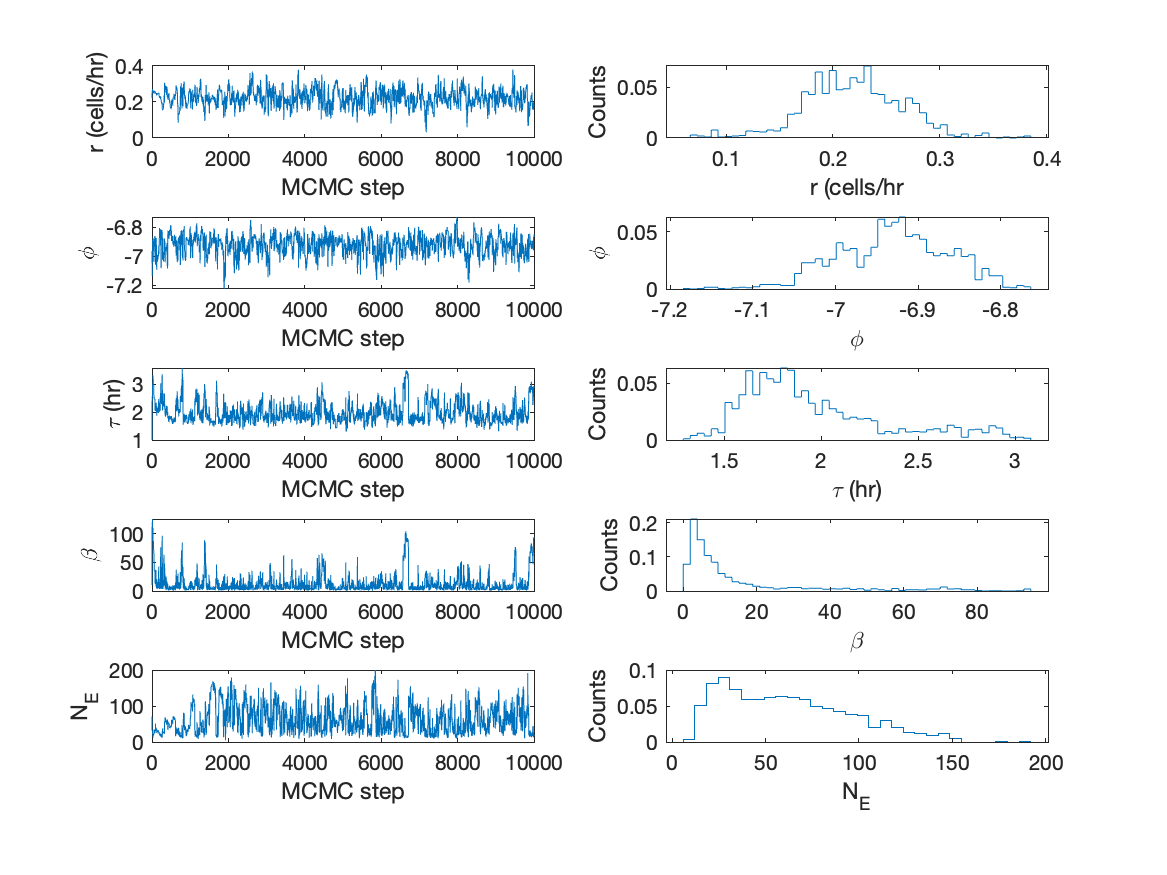 r (cells/hr)
0.4
0.2
0
0 2000 4000 6000 8000 10000
MCMC step
Counts
0.05
0
0.1 0.2 0.3 0.4
r (cells/hr
ϕ
-6.8
-7
-7.2
0 2000 4000 6000 8000 10000
MCMC step
ϕ
0.05
0
-7.2 -7.1 -7 -6.9 -6.8
ϕ
τ (hr)
3
2
1
0 2000 4000 6000 8000 10000
MCMC step
Counts
0.05
0
1.5 2 2.5 3
τ (hr)
β
100
50
0
0 2000 4000 6000 8000 10000
MCMC step
Counts
0.2
0.1
0
0 20 40 60 80
β
N_E
200
100
0
0 2000 4000 6000 8000 10000
MCMC step
Counts
0.1
0.05
0
0 50 100 150 200
N_E